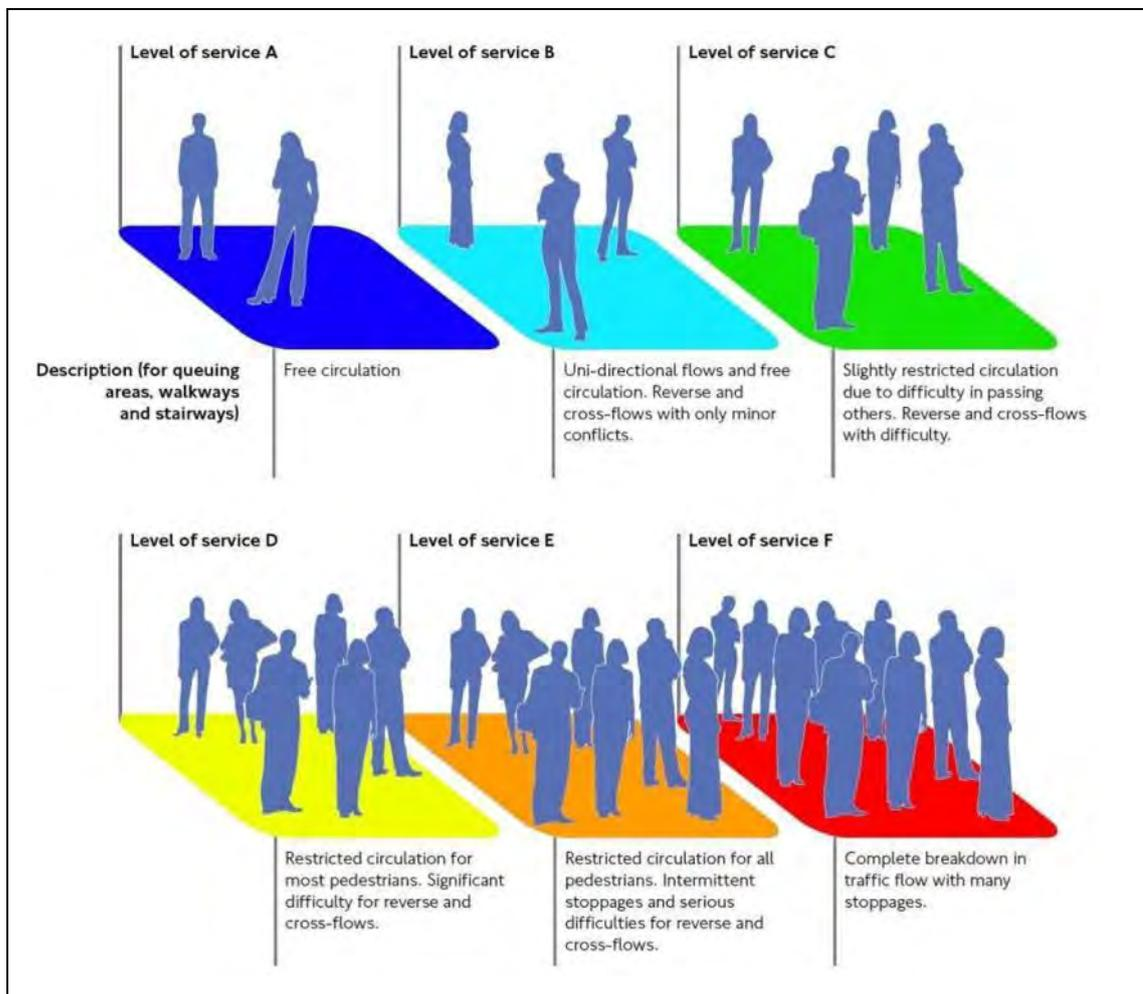 Level of service A
Level of service B
Level of service C
Description (for queuing
areas, walkways
and stairways)
Free circulation
Uni-directional flows and free
circulation. Reverse and
cross-flows with only minor
conflicts.
Slightly restricted circulation
due to difficulty in passing
others. Reverse and cross-flows
with difficulty.
Level of service D
Level of service E
Level of service F
Restricted circulation for
most pedestrians. Significant
difficulty for reverse and
cross-flows.
Restricted circulation for all
pedestrians. Intermittent
stoppages and serious
difficulties for reverse and
cross-flows.
Complete breakdown in
traffic flow with many
stoppages.